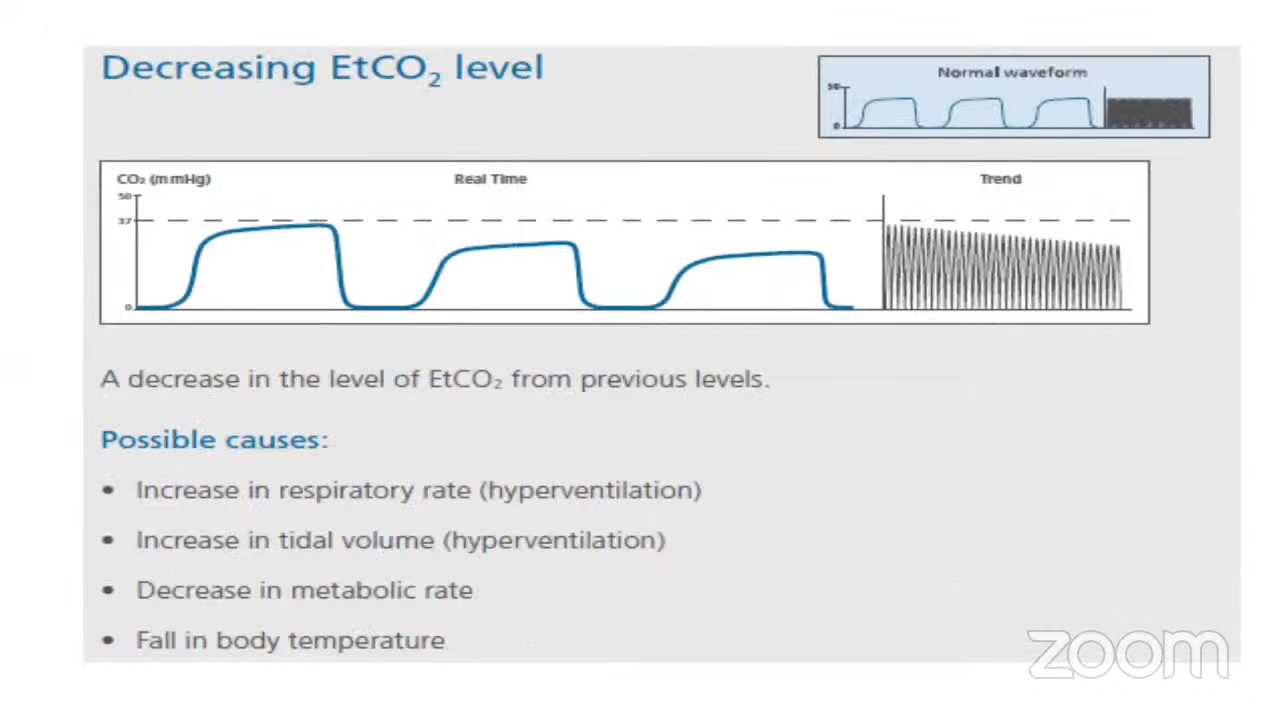 Decreasing EtCO₂ level
Normal waveform
50
0
CO₂ (mmHg)
Real Time
Trend
50
37
0
A decrease in the level of EtCO₂ from previous levels.
Possible causes:
• Increase in respiratory rate (hyperventilation)
• Increase in tidal volume (hyperventilation)
• Decrease in metabolic rate
• Fall in body temperature
zoom